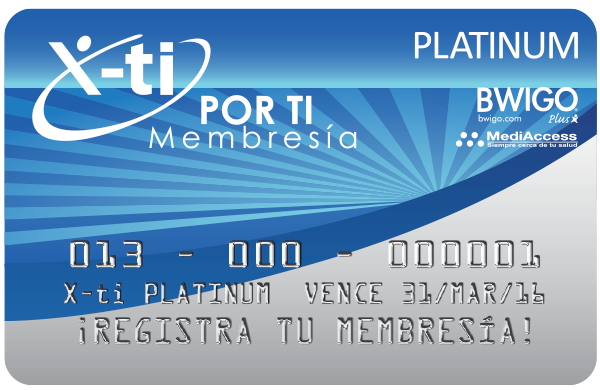 PLATINUM
X-ti
POR TI
Membresía
BWIGO
bwigo.com Plus
MediAccess
Siempre cerca de tu salud
013 - 000 - 000001
X-ti PLATINUM VENCE 31/MAR/16
¡REGISTRA TU MEMBRESÍA!